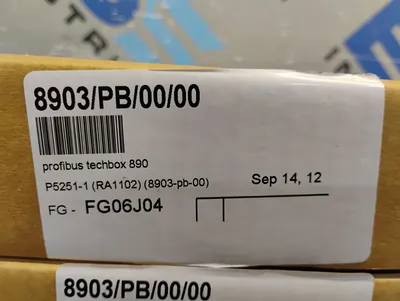 8903/PB/00/00
profibus techbox 890
P5251-1 (RA1102) (8903-pb-00)
Sep 14, 12
FG - FG06J04
8903/PB/00/00